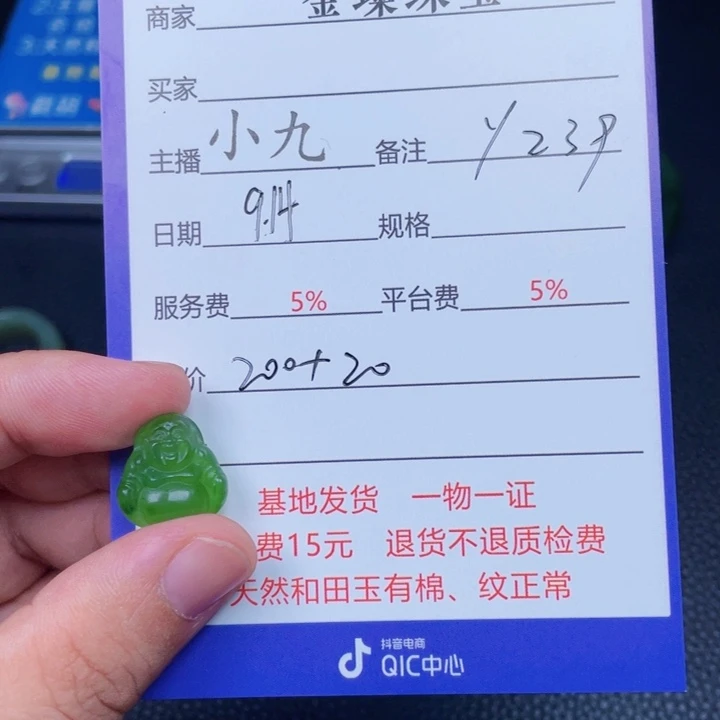 商家
买家
主播 小九 备注 Y239
日期 9.14 规格
服务费 5% 平台费 5%
价 200+20
基地发货 一物一证
费15元 退货不退质检费
天然和田玉有棉、纹正常
抖音电商
QIC中心